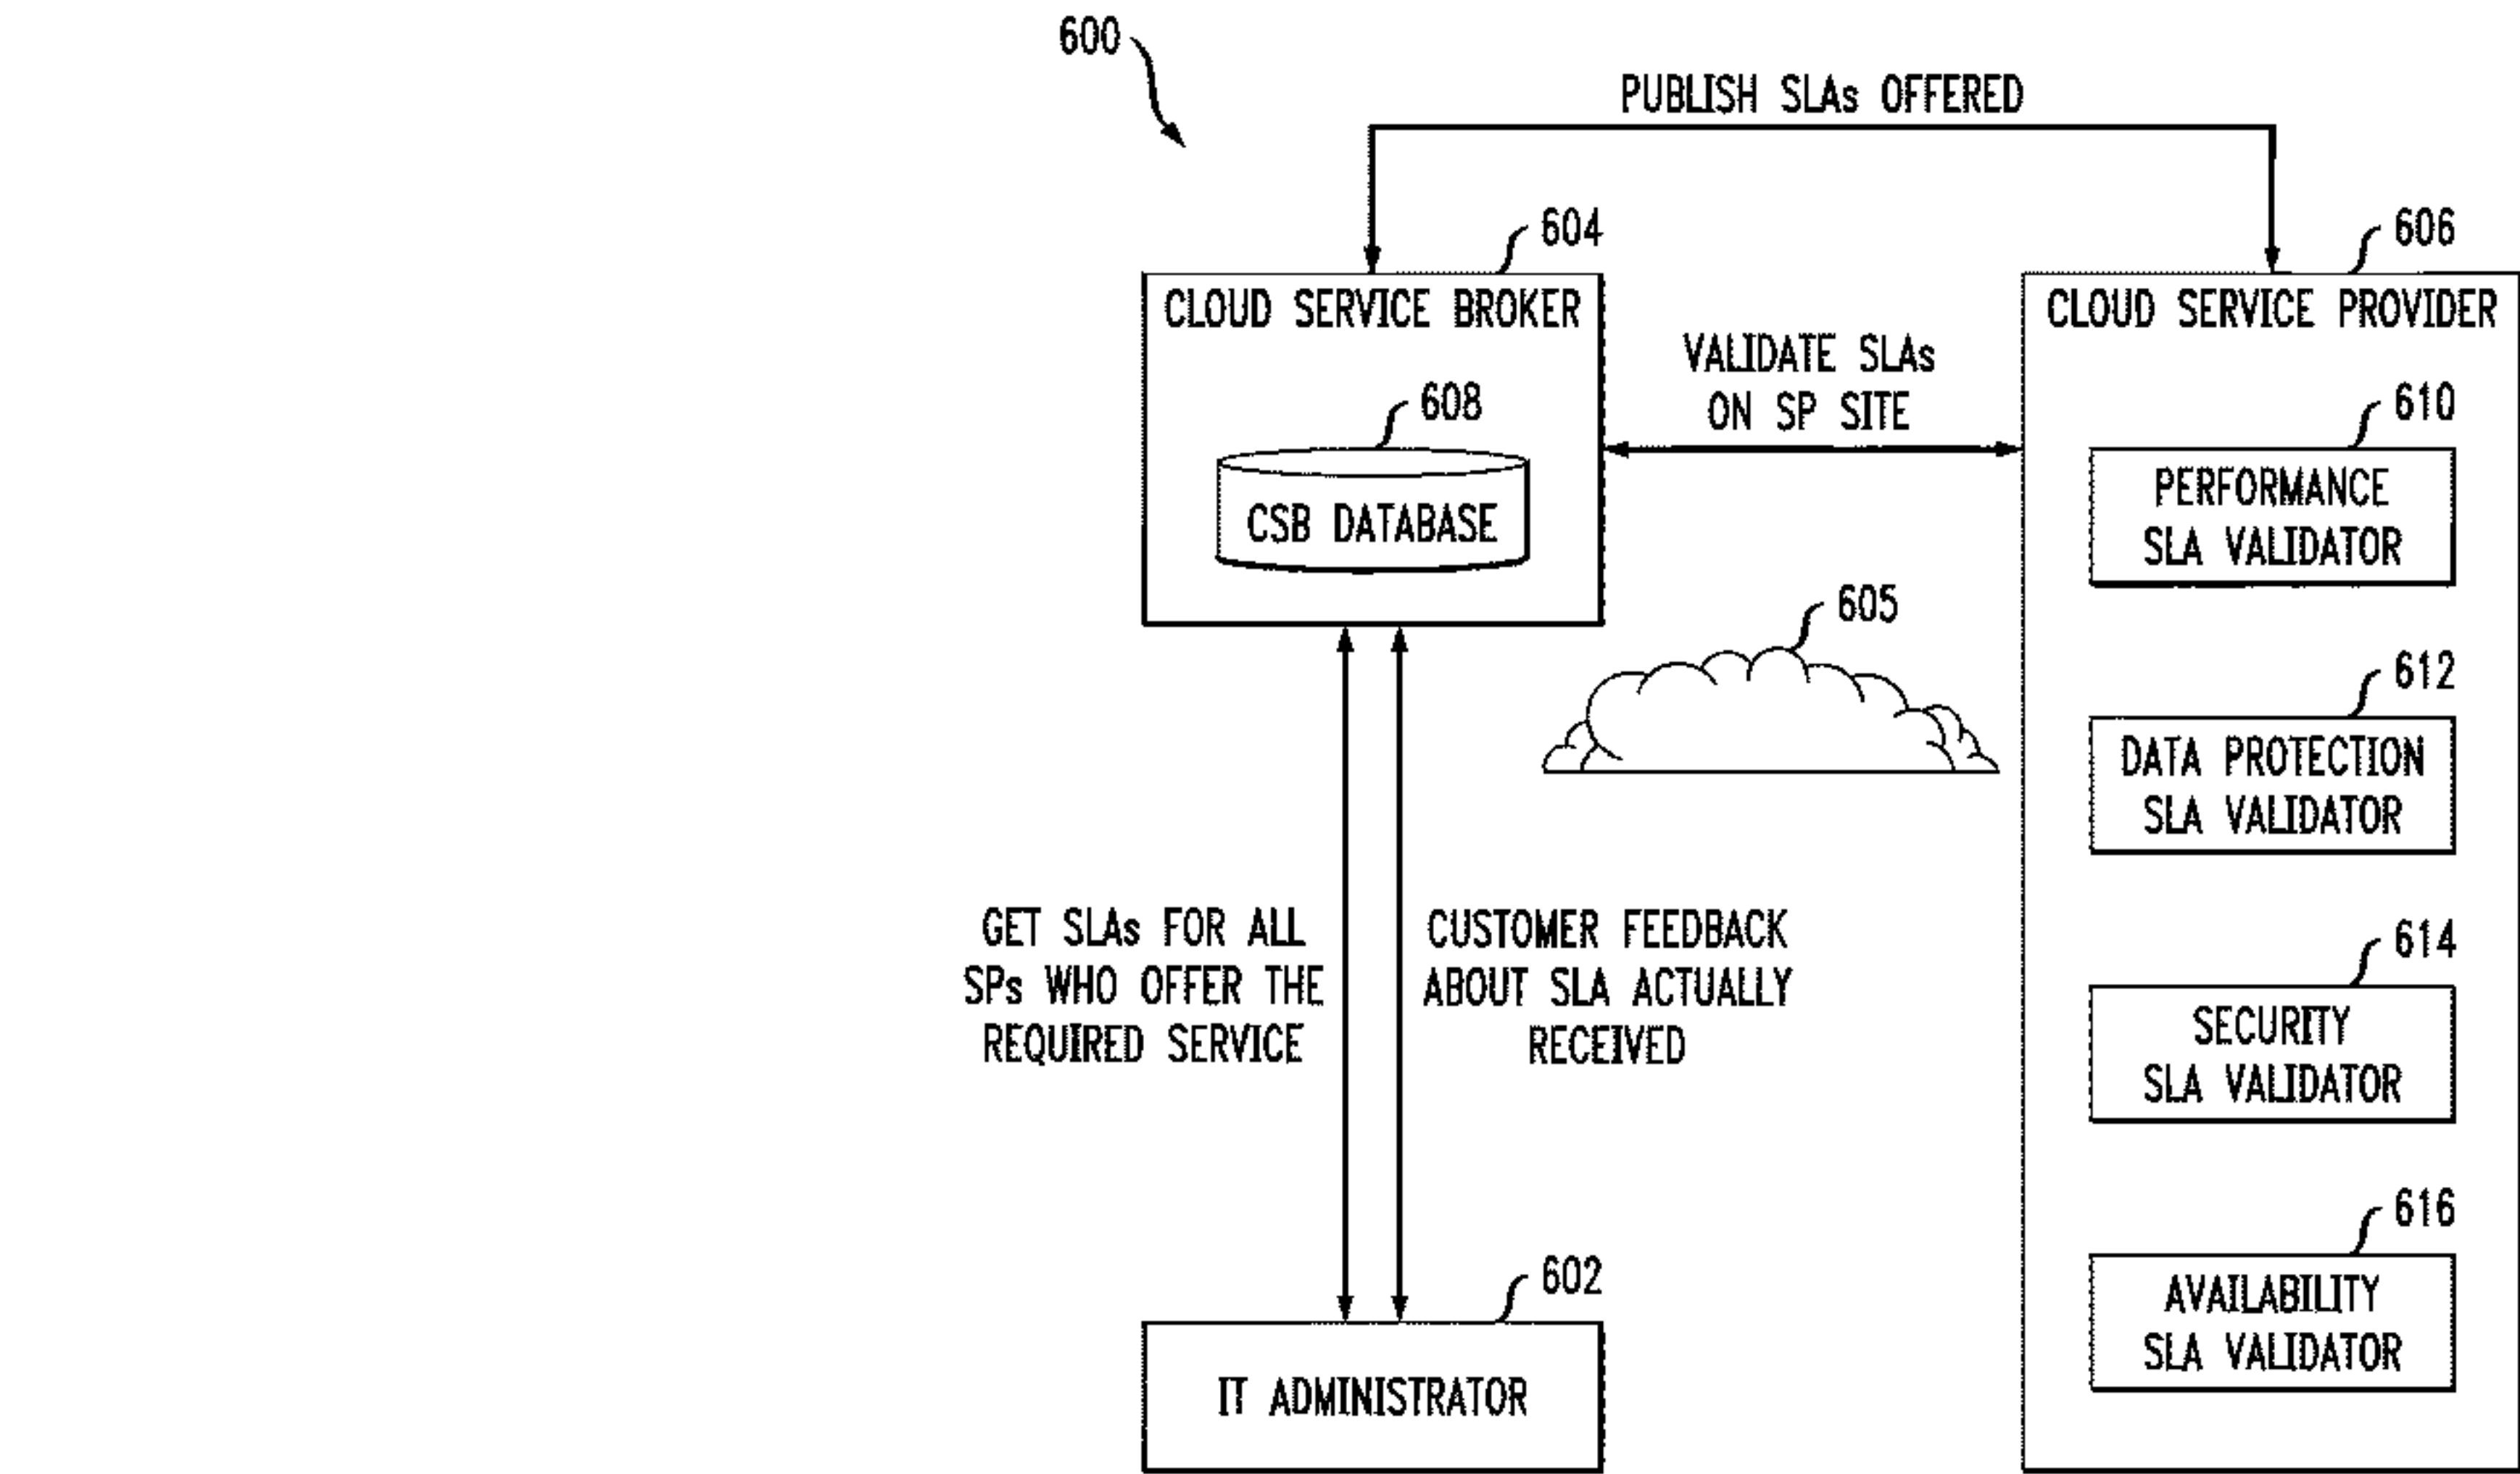 600
PUBLISH SLAs OFFERED
604
606
CLOUD SERVICE BROKER
608
CSB DATABASE
VALIDATE SLAs
ON SP SITE
605
CLOUD SERVICE PROVIDER
610
PERFORMANCE
SLA VALIDATOR
612
DATA PROTECTION
SLA VALIDATOR
614
SECURITY
SLA VALIDATOR
616
AVAILABILITY
SLA VALIDATOR
GET SLAs FOR ALL
SPs WHO OFFER THE
REQUIRED SERVICE
CUSTOMER FEEDBACK
ABOUT SLA ACTUALLY
RECEIVED
602
IT ADMINISTRATOR